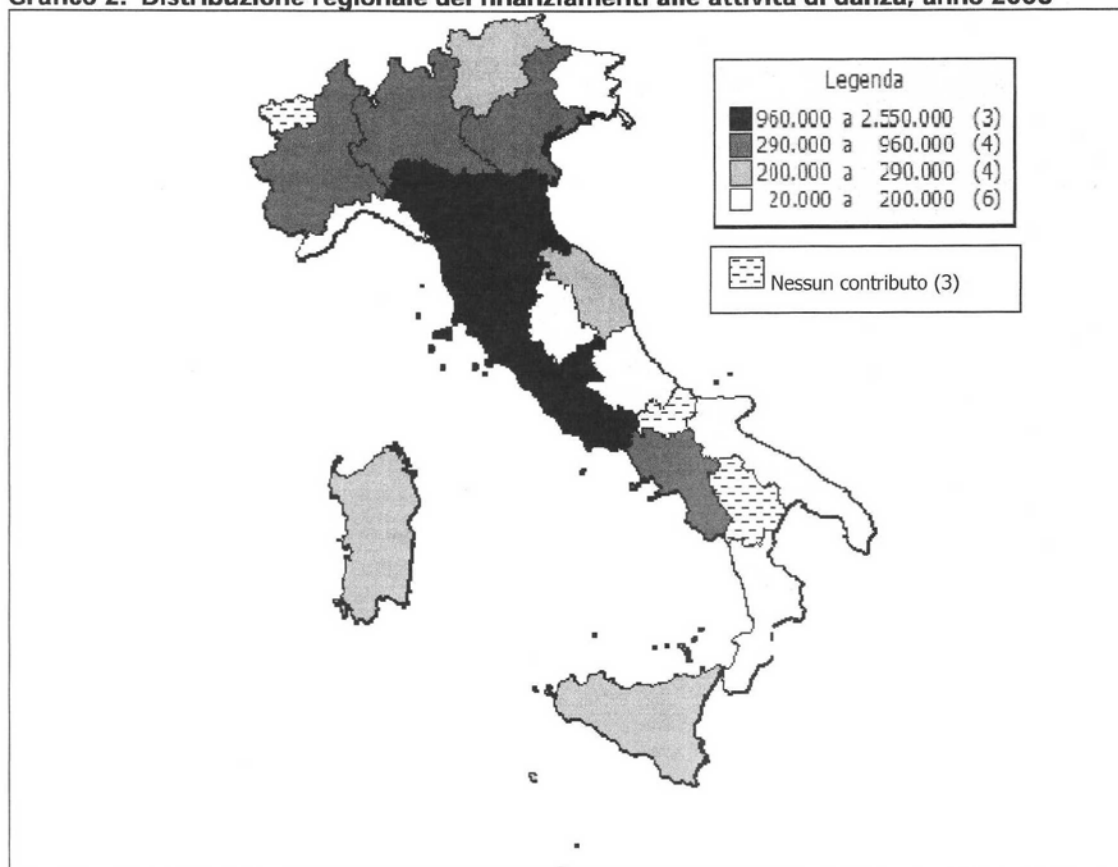 Grafico 2. Distribuzione regionale dei finanziamenti alle attività di danza, anno
Legenda
960.000 a 2.550.000 (3)
290.000 a 960.000 (4)
200.000 a 290.000 (4)
20.000 a 200.000 (6)
Nessun contributo (3)